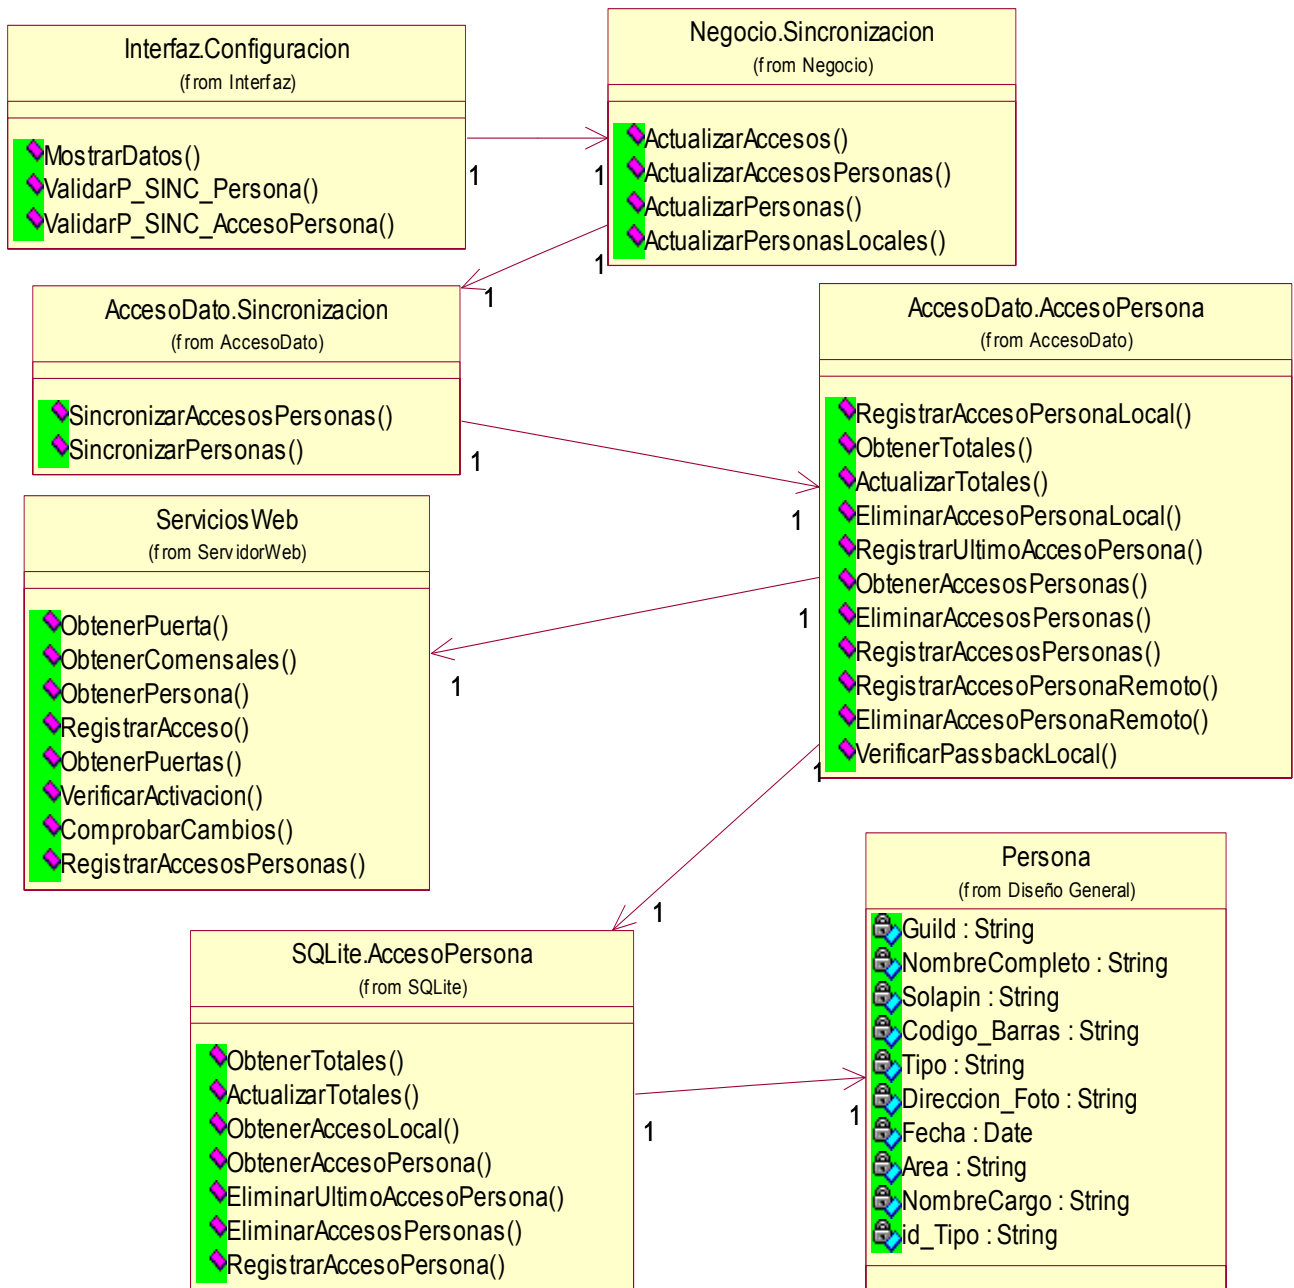 Interfaz.Configuracion
(from Interfaz)
MostrarDatos()
ValidarP_SINC_Persona()
ValidarP_SINC_AccesoPersona()
1
1
Negocio.Sincronizacion
(from Negocio)
ActualizarAccesos()
ActualizarAccesosPersonas()
ActualizarPersonas()
ActualizarPersonasLocales()
1
1
AccesoDato.Sincronizacion
(from AccesoDato)
SincronizarAccesosPersonas()
SincronizarPersonas()
1
1
AccesoDato.AccesPersona
(from AccesoDato)
RegistrarAccesoPersonaLocal()
ObtenerTotales()
ActualizarTotales()
EliminarAccesoPersonaLocal()
RegistrarUltimoAccesoPersona()
ObtenerAccesosPersonas()
EliminarAccesosPersonas()
RegistrarAccesosPersonas()
RegistrarAccesoPersonaRemoto()
EliminarAccesoPersonaRemoto()
VerificarPassbackLocal()
1
1
ServiciosWeb
(from ServidorWeb)
ObtenerPuerta()
ObtenerComensales()
ObtenerPersona()
RegistrarAcceso()
ObtenerPuertas()
VerificarActivacion()
ComprobarCambios()
RegistrarAccesosPersonas()
1
1
SQLite.AccesoPersona
(from SQLite)
ObtenerTotales()
ActualizarTotales()
ObtenerAccesoLocal()
ObtenerAccesoPersona()
EliminarUltimoAccesoPersona()
EliminarAccesosPersonas()
RegistrarAccesoPersona()
1
1
Persona
(from Diseño General)
Guild : String
NombreCompleto : String
Solapin : String
Codigo_Barras : String
Tipo : String
Direccion_Foto : String
Fecha : Date
Area : String
NombreCargo : String
id_Tipo : String